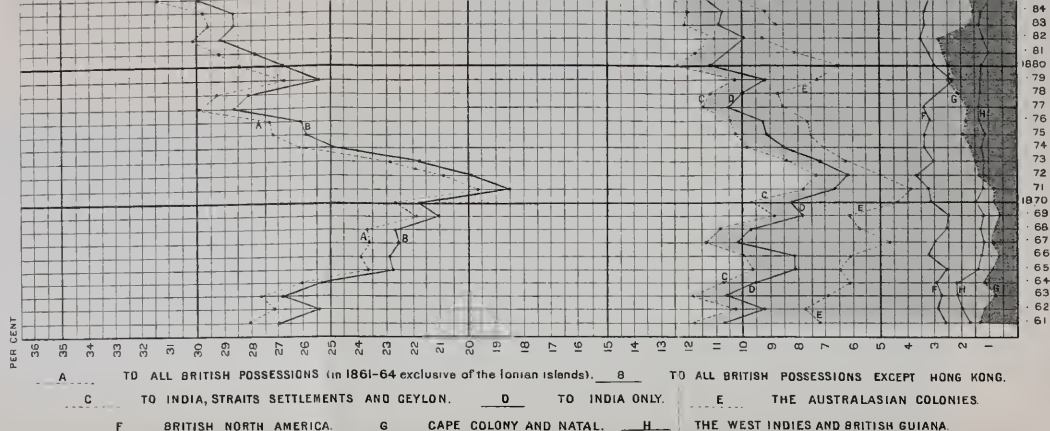 84
83
82
81
1880
79
78
77
76
75
74
73
72
71
1870
69
68
67
66
65
64
63
62
61
C D E G
A B F H
C D E
A B
C D E F H G
PER CENT
36 35 34 33 32 31 30 29 28 27 26 25 24 23 22 21 20 19 18 17 16 15 14 13 12 11 10 9 8 7 6 5 4 3 2 1
A TO ALL BRITISH POSSESSIONS (in 1861-64 exclusive of the Ionian islands). B TO ALL BRITISH POSSESSIONS EXCEPT HONG KONG.
C TO INDIA, STRAITS SETTLEMENTS AND CEYLON. D TO INDIA ONLY. E THE AUSTRALASIAN COLONIES.
F BRITISH NORTH AMERICA. G CAPE COLONY AND NATAL. H THE WEST INDIES AND BRITISH GUIANA.